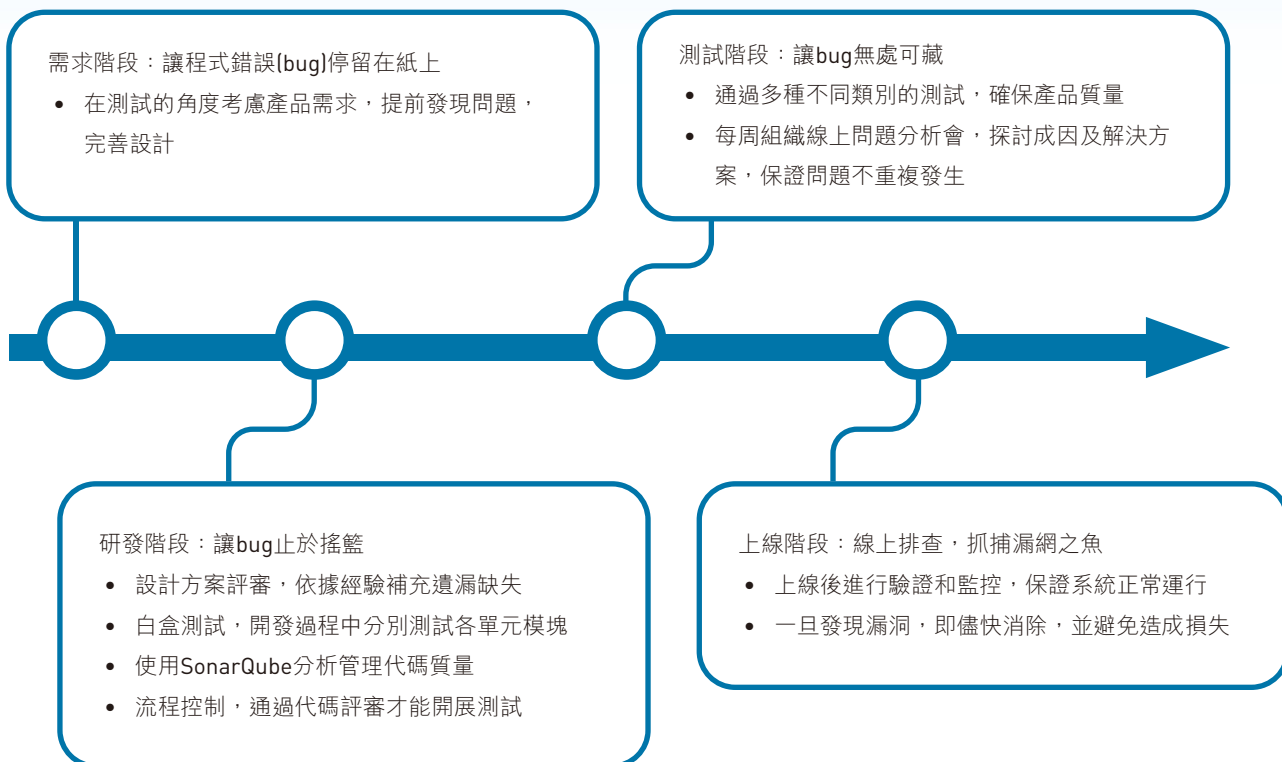 需求階段：讓程式錯誤(bug)停留在紙上
• 在測試的角度考慮產品需求，提前發現問題，
完善設計
測試階段：讓bug無處可藏
• 通過多種不同類別的測試，確保產品質量
• 每周組織線上問題分析會，探討成因及解決方
案，保證問題不重複發生
研發階段：讓bug止於搖籃
• 設計方案評審，依據經驗補充遺漏缺失
• 白盒測試，開發過程中分別測試各單元模塊
• 使用SonarQube分析管理代碼質量
• 流程控制，通過代碼評審才能開展測試
上線階段：線上排查，抓捕漏網之魚
• 上線後進行驗證和監控，保證系統正常運行
• 一旦發現漏洞，即儘快消除，並避免造成損失